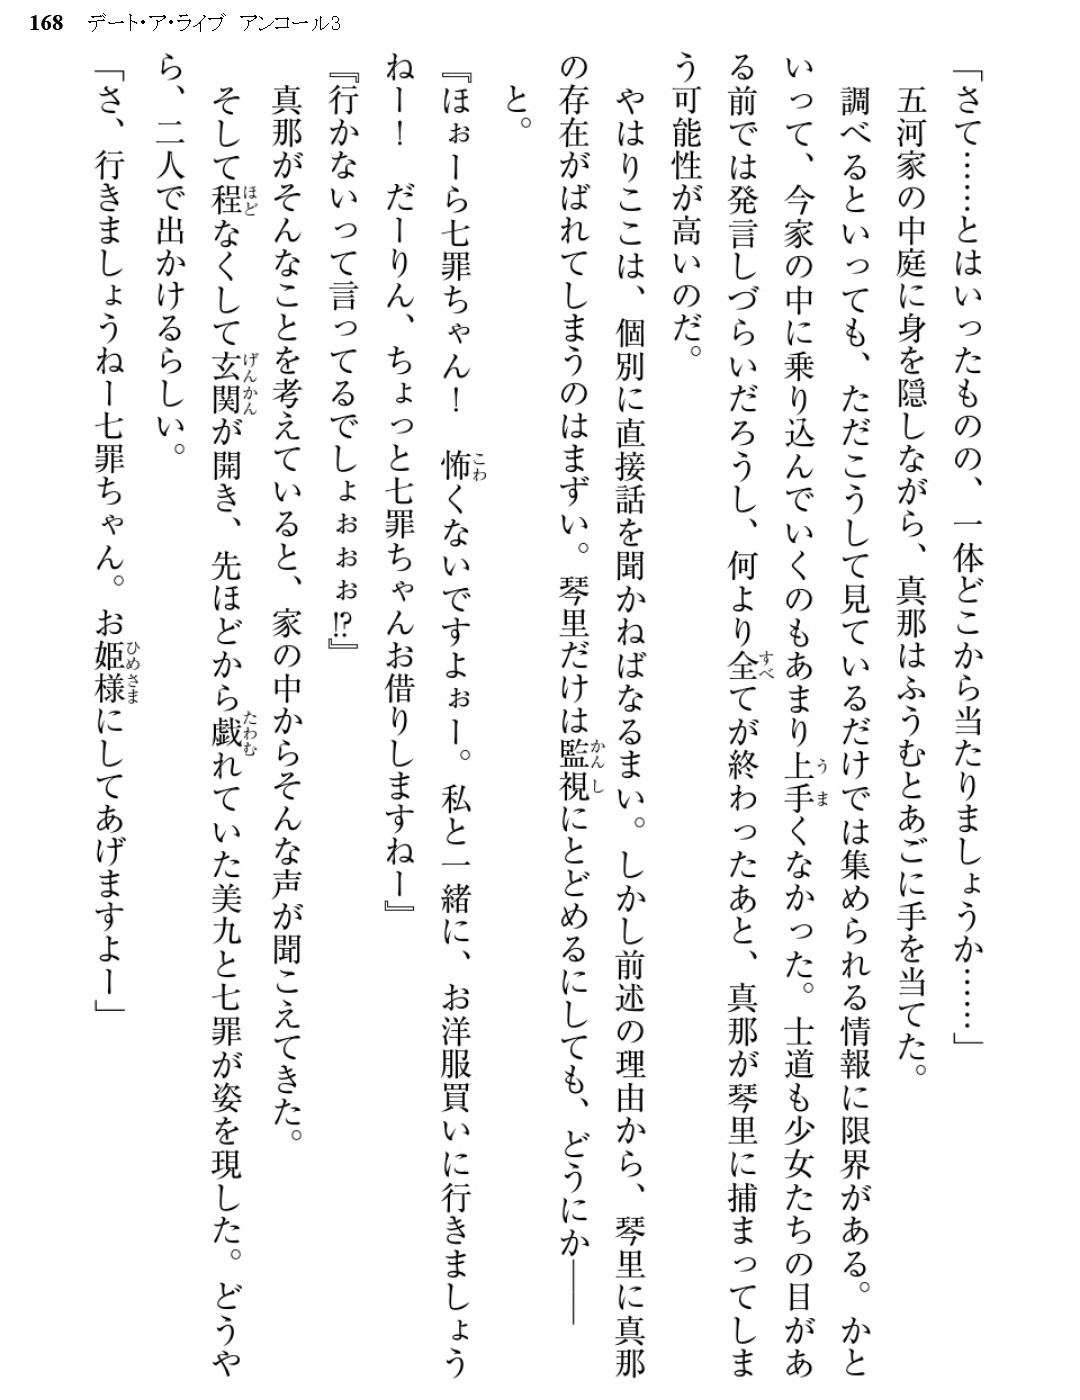 168 デート・ア・ライブ アンコール3
「さて……とはいったものの、一体どこから当たりましょうか……」
五河家の中庭に身を隠しながら、真那はふうむとあごに手を当てた。
調べるといっても、ただこうして見ているだけでは集められる情報に限界がある。かと
いって、今家の中に乗り込んでいくのもあまり上手くなかった。士道も少女たちの目があ
る前では発言しづらいだろうし、何より全てが終わったあと、真那が琴里に捕まってしま
う可能性が高いのだ。
やはりここは、個別に直接話を聞かねばなるまい。しかし前述の理由から、琴里に真那
の存在がばれてしまうのはまずい。琴里だけは監視にとどめるにしても、どうにか――
と。
『ほぉーら七罪ちゃん！　怖くないですよぉー。私と一緒に、お洋服買いに行きましょう
ねー！　だーりん、ちょっと七罪ちゃんお借りしますねー』
『行かないって言ってるでしょぉぉぉ!?』
真那がそんなことを考えていると、家の中からそんな声が聞こえてきた。
そして程なくして玄関が開き、先ほどから戯れていた美九と七罪が姿を現した。どうや
ら、二人で出かけるらしい。
「さ、行きましょうねー七罪ちゃん。お姫様にしてあげますよー」